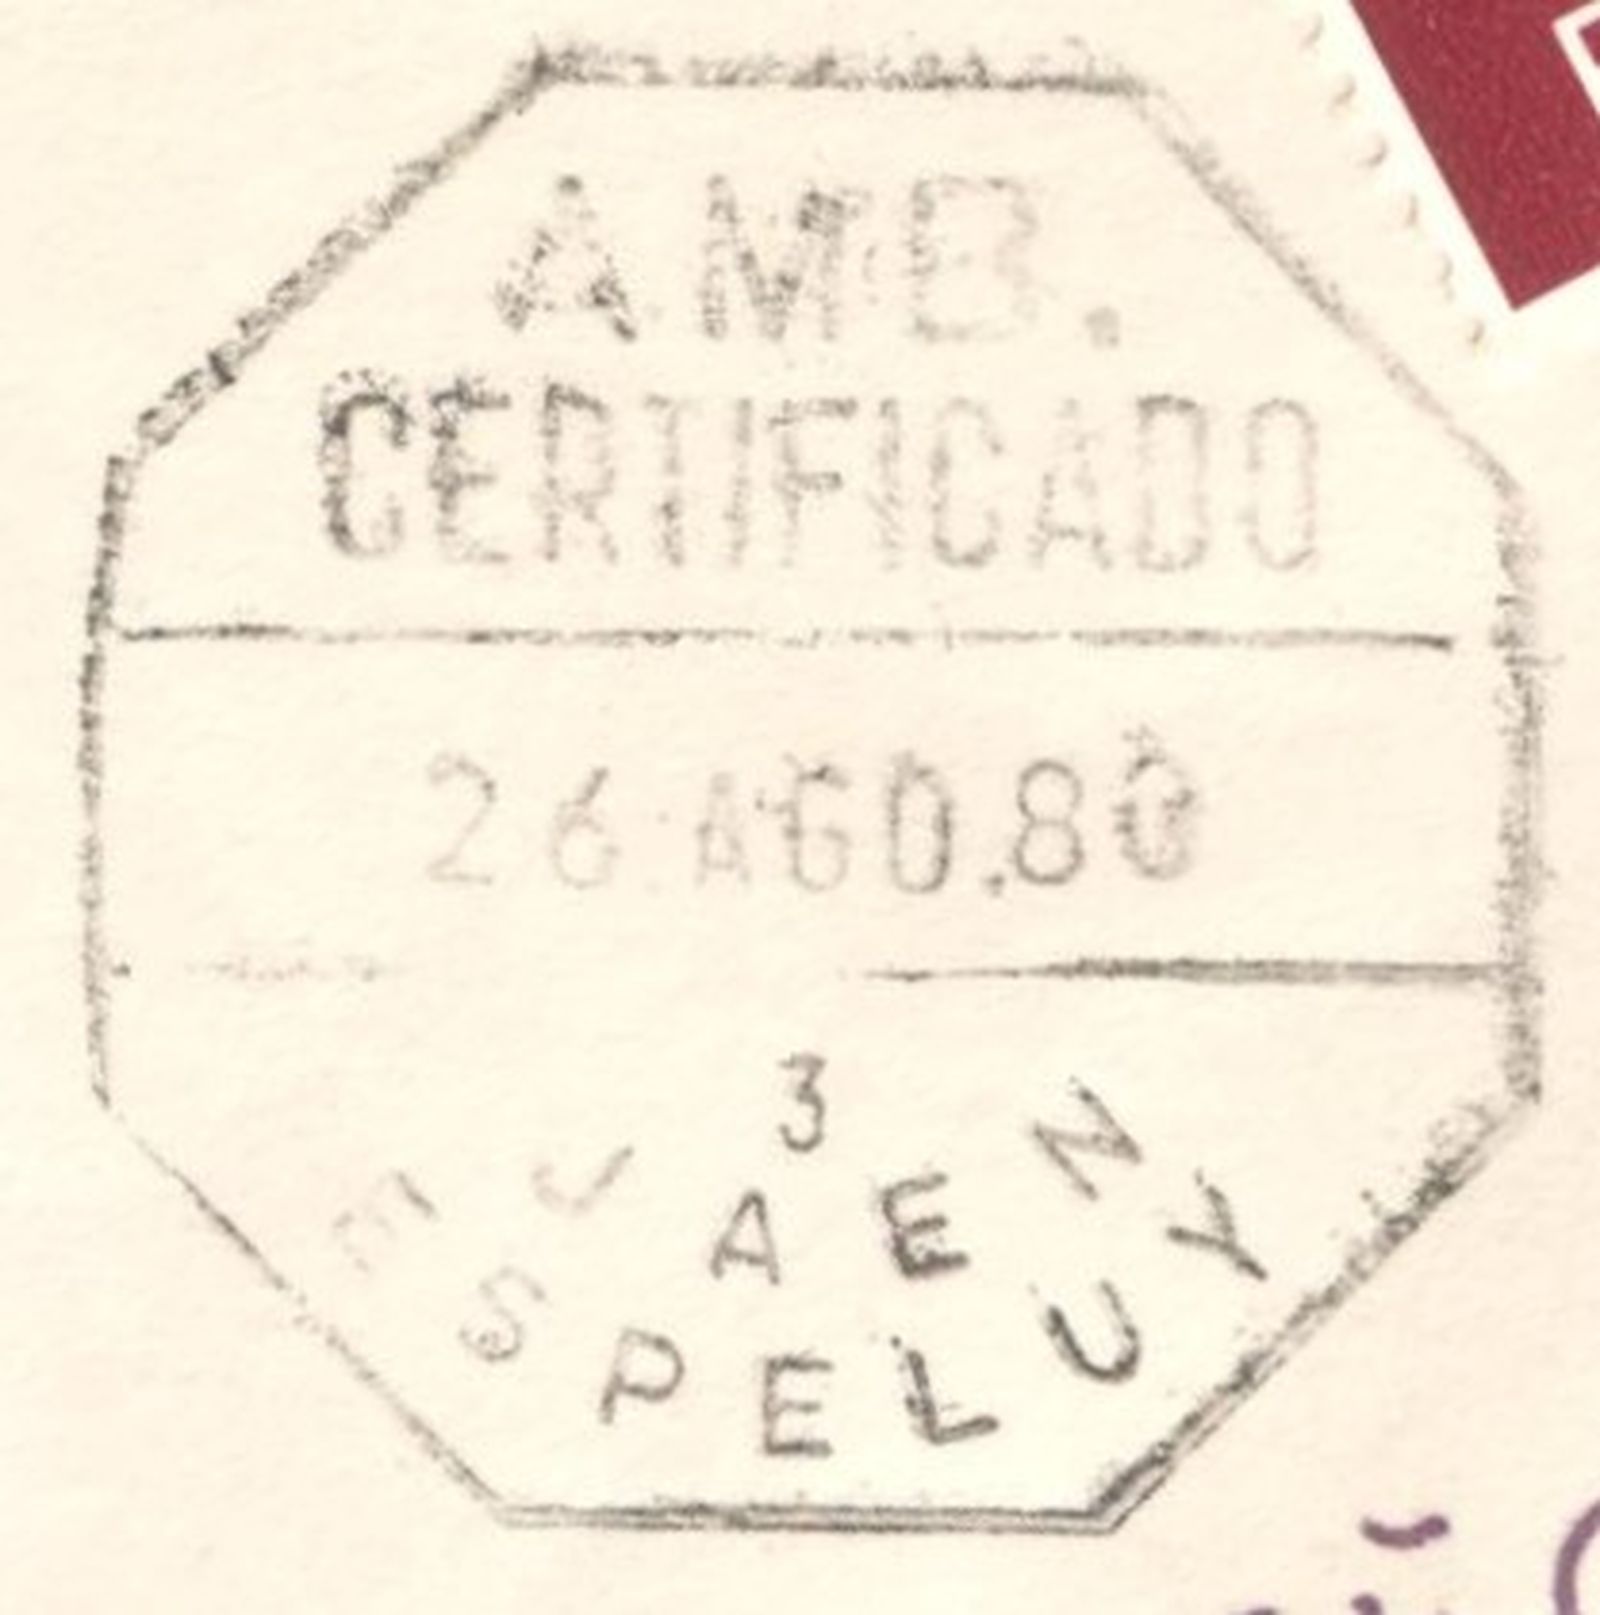 AMB.
CERTIFICADO
26 AGO.80
3
JAEN
ESPELUY